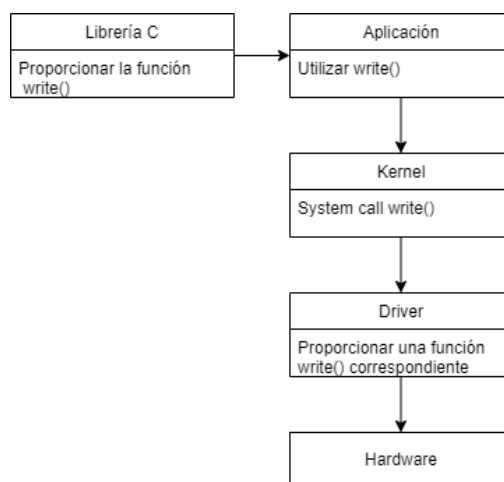 Librería C
Proporcionar la función
write()
Aplicación
Utilizar write()
Kernel
System call write()
Driver
Proporcionar una función
write() correspondiente
Hardware